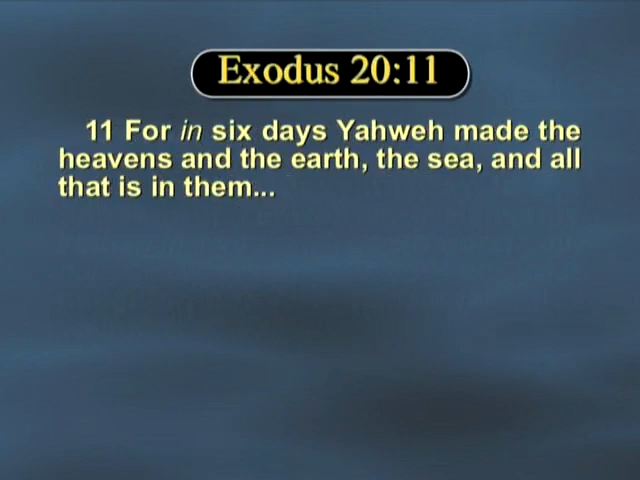 Exodus 20:11
11 For in six days Yahweh made the
heavens and the earth, the sea, and all
that is in them...